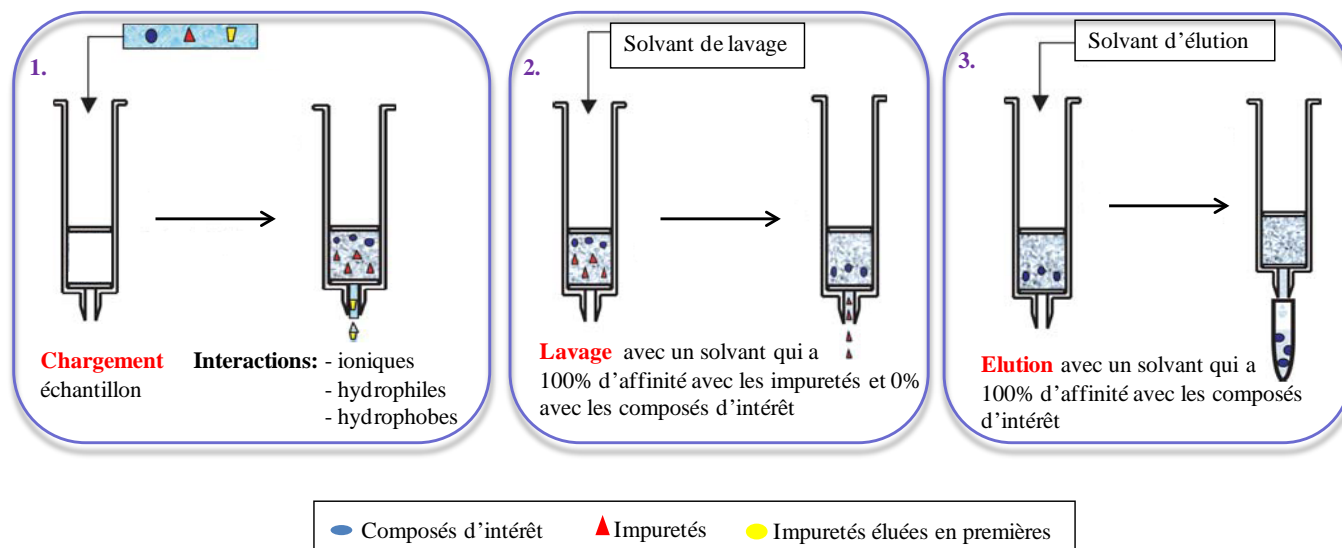 1.
Chargement
échantillon
Interactions: - ioniques
- hydrophiles
- hydrophobes
2.
Solvant de lavage
Lavage avec un solvant qui a
100% d’affinité avec les impuretés et 0%
avec les composés d’intérêt
3.
Solvant d’élution
Elution avec un solvant qui a
100% d’affinité avec les composés
d’intérêt
Composés d’intérêt
Impuretés
Impuretés éluées en premières